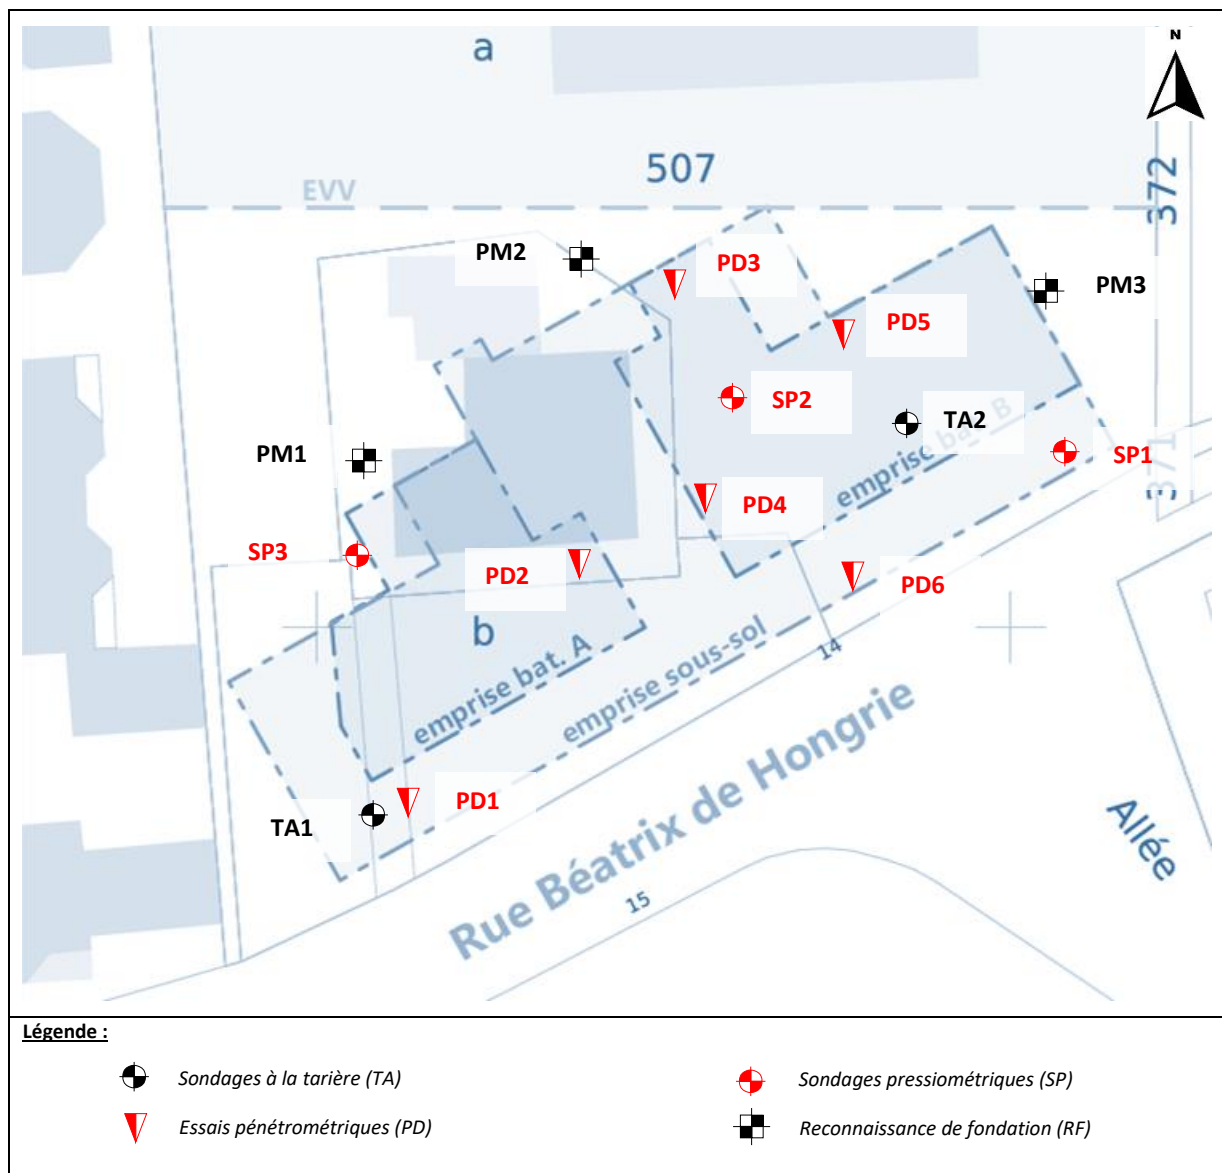 a
N
507
372
EVV
PM2
PD3
PM3
PD5
SP2
TA2
PM1
SP1
371
emprise bat. B
PD4
SP3
PD2
PD6
b
emprise bat. A
emprise sous-sol
14
PD1
TA1
Rue Béatrix de Hongrie
Allée
15
Légende :
Sondages à la tarière (TA)
Sondages pressiométriques (SP)
Essais pénétrométriques (PD)
Reconnaissance de fondation (RF)